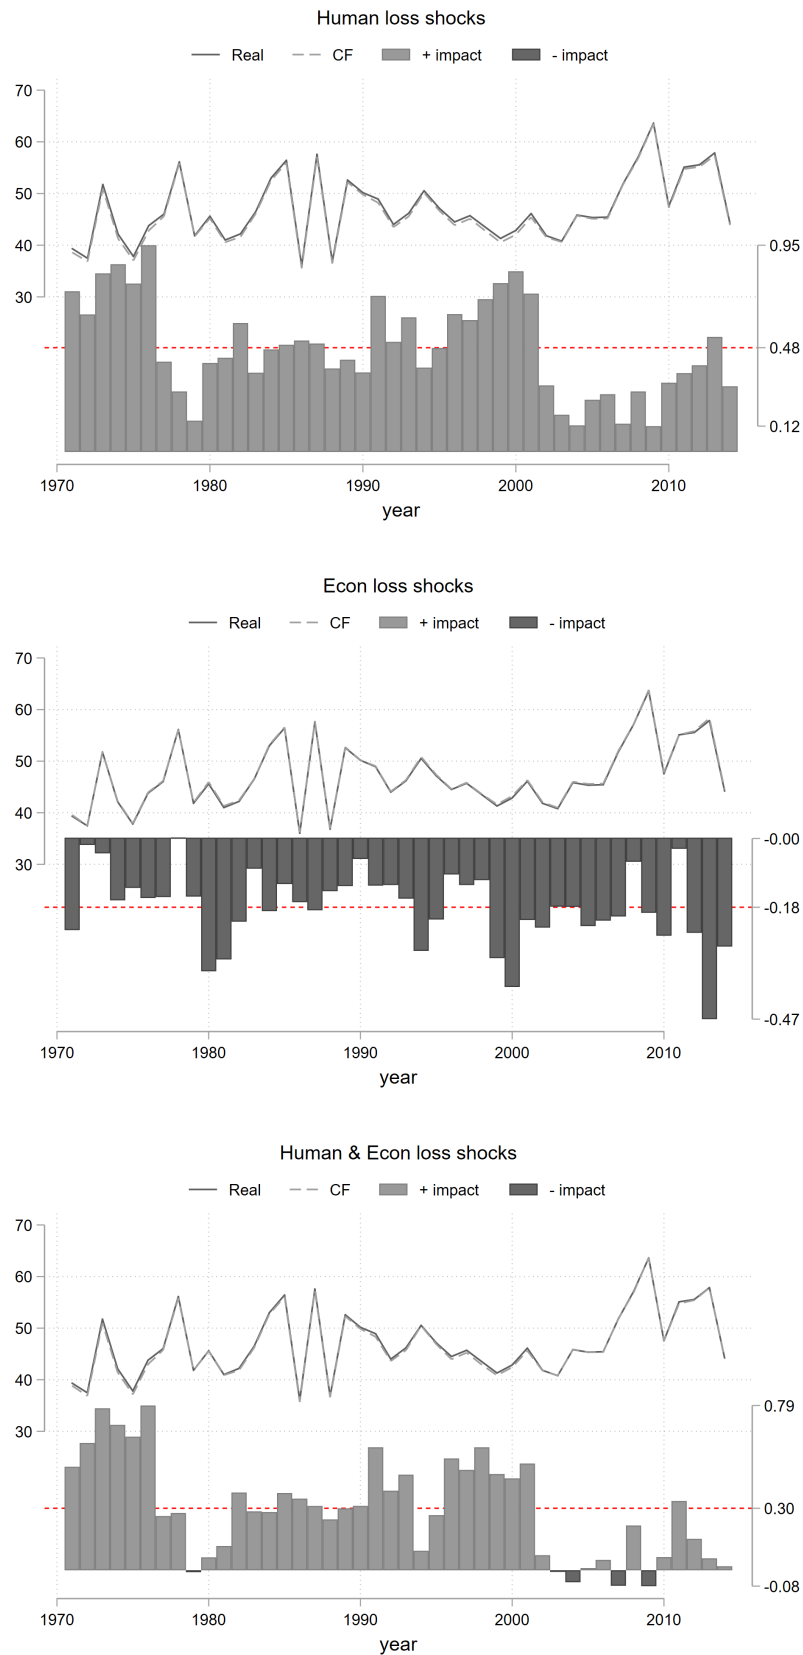 Human loss shocks
Real CF + impact - impact
70
60
50
40
30
0.95
0.48
0.12
1970 1980 1990 2000 2010
year
Econ loss shocks
Real CF + impact - impact
70
60
50
40
30
-0.00
-0.18
-0.47
1970 1980 1990 2000 2010
year
Human & Econ loss shocks
Real CF + impact - impact
70
60
50
40
30
0.79
0.30
-0.08
1970 1980 1990 2000 2010
year